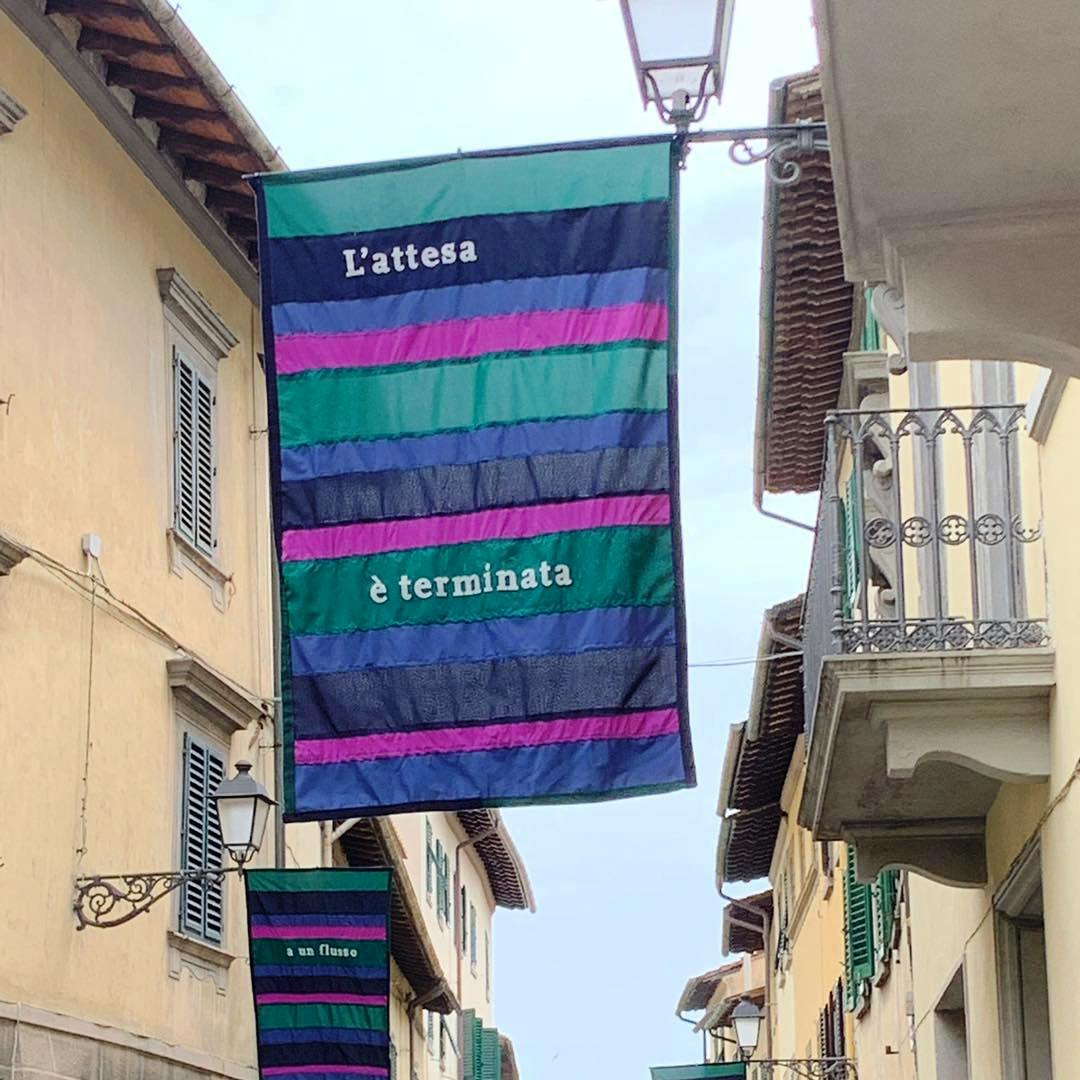 L'attesa
è terminata
a un flusso